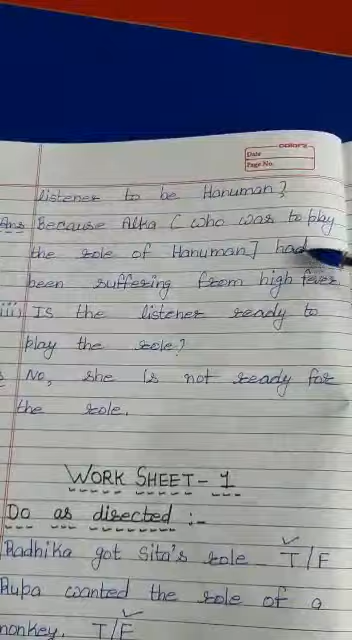 colorz
Date
Page No.
listener to be Hanuman?
Ans Because Alka (who was to play
the role of Hanuman) had
been suffering from high fever
iii) Is the listener ready to
play the role?
No, she is not ready for
the role.
WORK SHEET - 1
Do as directed :-
Radhika got Sita's role T/F
Rupa wanted the role of a
monkey. T/F